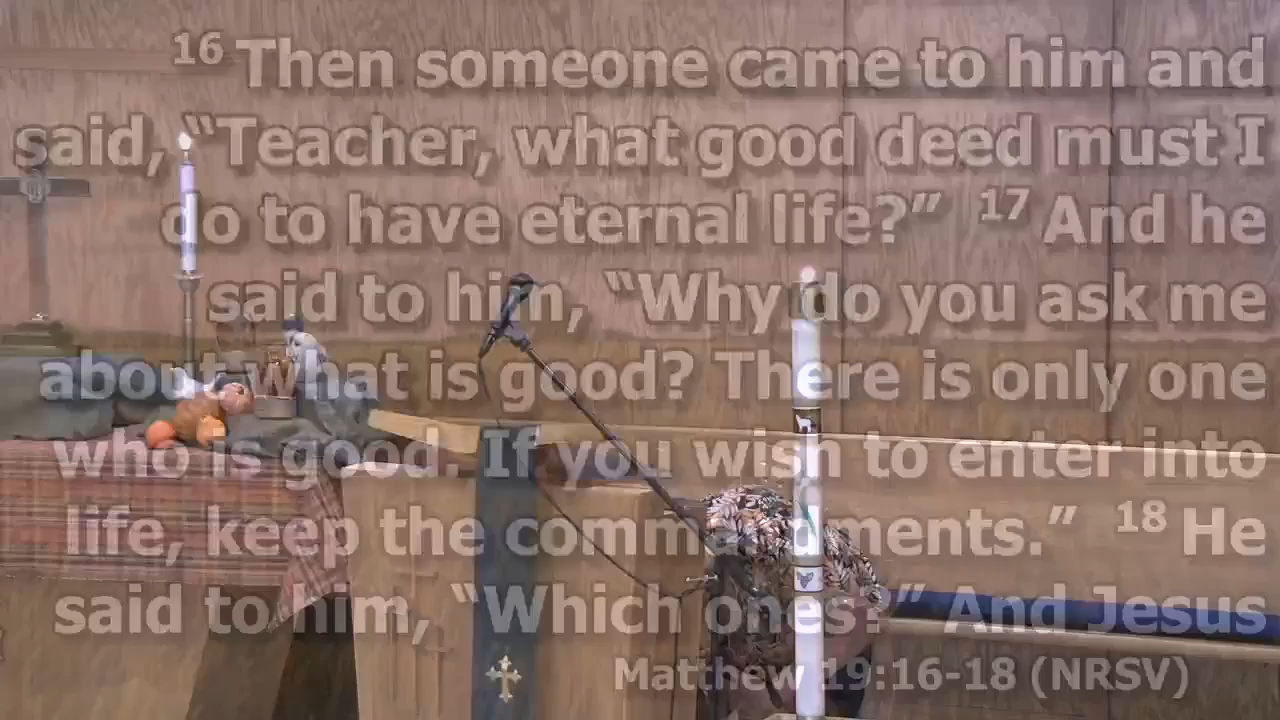 16 Then someone came to him and
said, “Teacher, what good deed must I
do to have eternal life?” 17 And he
said to him, “Why do you ask me
about what is good? There is only one
who is good. If you wish to enter into
life, keep the commandments.” 18 He
said to him, “Which ones?” And Jesus
Matthew 19:16-18 (NRSV)